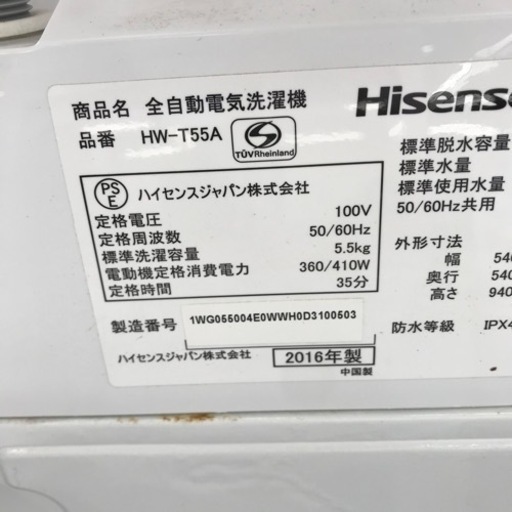 商品名 全自動電気洗濯機
Hisense
品番 HW-T55A
S
TÜVRheinland
PS
E
ハイセンスジャパン株式会社
定格電圧 100V
定格周波数 50/60Hz
標準洗濯容量 5.5kg
電動機定格消費電力 360/410W
定格時間 35分
製造番号 1WG055004E0WWH0D3100503
ハイセンスジャパン株式会社 2016年製
中国製
標準脱水容量
標準水量
標準使用水量
50/60Hz共用
外形寸法
幅 540
奥行 540
高さ 940
防水等級 IPX4